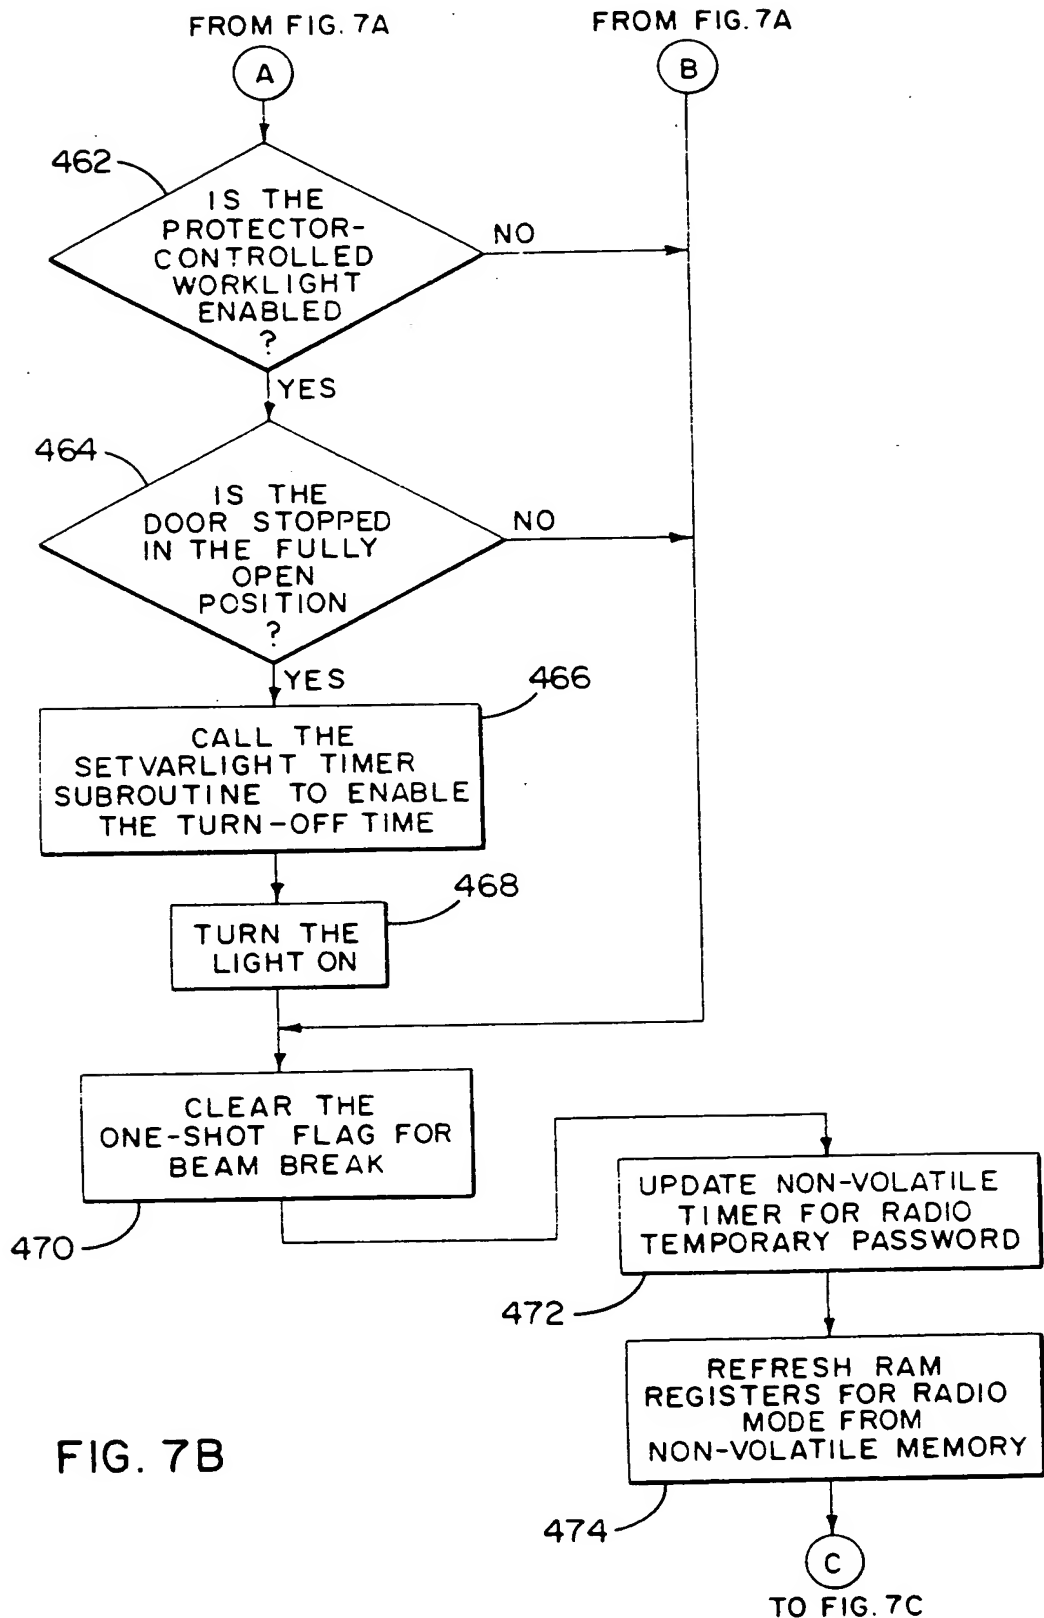 FROM FIG. 7A
A
FROM FIG. 7A
B
462
IS THE
PROTECTOR-
CONTROLLED
WORKLIGHT
ENABLED
?
NO
YES
464
IS THE
DOOR STOPPED
IN THE FULLY
OPEN
POSITION
?
NO
YES
466
CALL THE
SETVARLIGHT TIMER
SUBROUTINE TO ENABLE
THE TURN-OFF TIME
468
TURN THE
LIGHT ON
CLEAR THE
ONE-SHOT FLAG FOR
BEAM BREAK
470
UPDATE NON-VOLATILE
TIMER FOR RADIO
TEMPORARY PASSWORD
472
REFRESH RAM
REGISTERS FOR RADIO
MODE FROM
NON-VOLATILE MEMORY
474
C
TO FIG. 7C
FIG. 7B